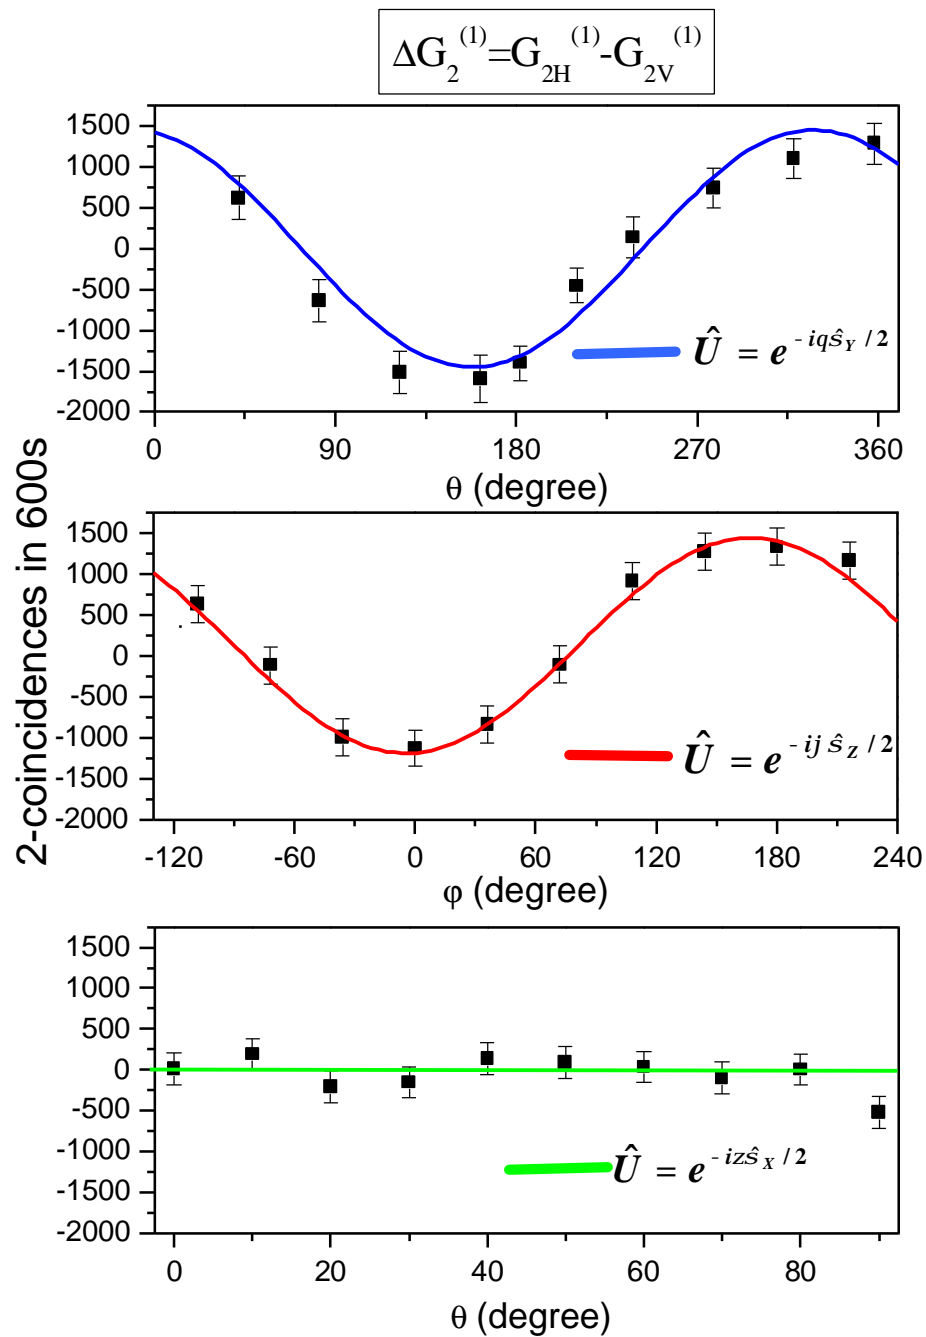 ΔG₂⁽¹⁾=G₂H⁽¹⁾-G₂V⁽¹⁾
2-coincidences in 600s
1500
1000
500
0
-500
-1000
-1500
-2000
Û = e^{-iqŝ_Y/2}
0 90 180 270 360
θ (degree)
1500
1000
500
0
-500
-1000
-1500
-2000
Û = e^{-ijŝ_Z/2}
-120 -60 0 60 120 180 240
φ (degree)
1500
1000
500
0
-500
-1000
-1500
-2000
Û = e^{-izŝ_X/2}
0 20 40 60 80
θ (degree)